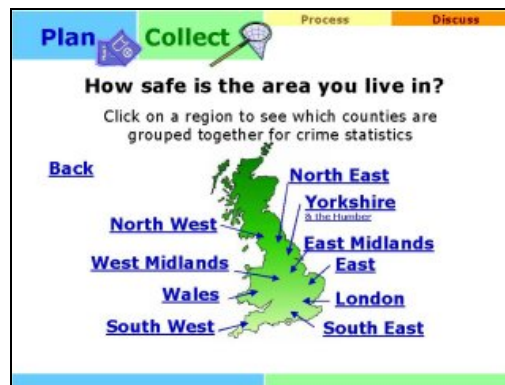 Plan
Collect
Process
Discuss
How safe is the area you live in?
Click on a region to see which counties are
grouped together for crime statistics
Back
North East
Yorkshire
& the Humber
North West
East Midlands
West Midlands
East
Wales
London
South West
South East